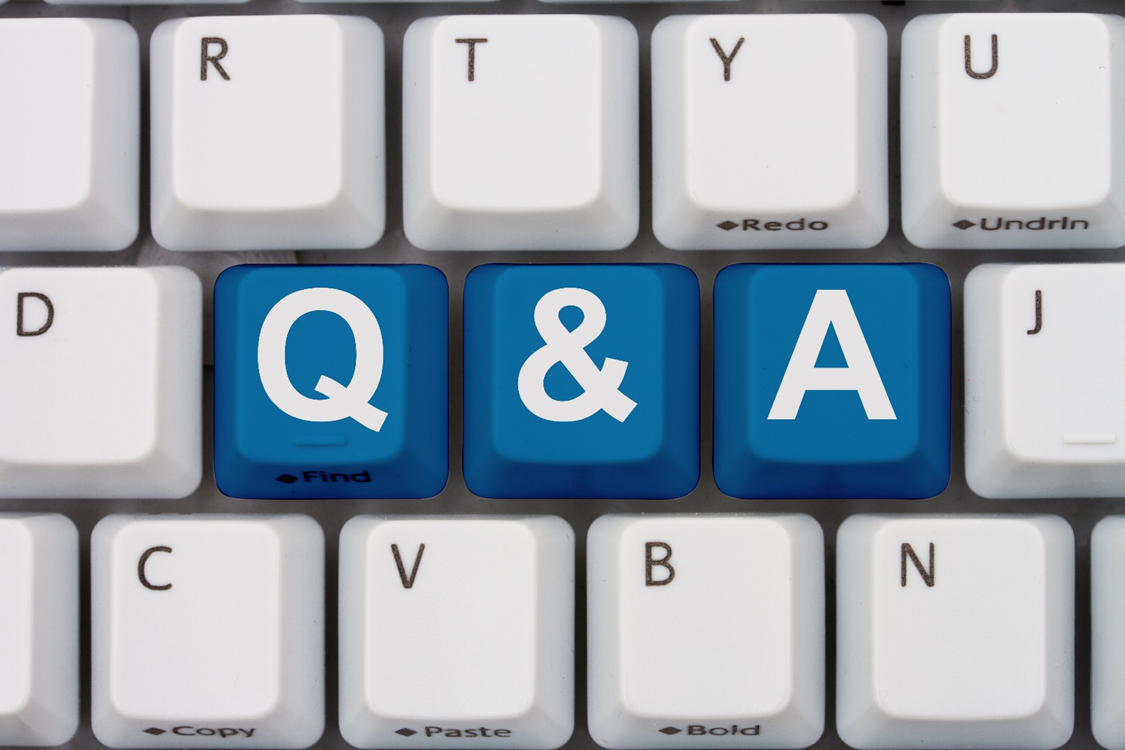 R T Y U
◆Redo ◆Undrln
D Q & A J
◆Find
C V B N
◆Copy ◆Paste ◆Bold